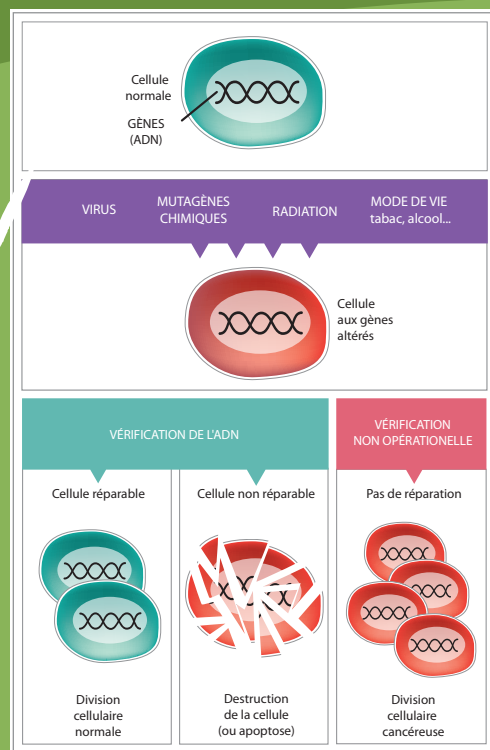 Cellule
normale
GÈNES
(ADN)
VIRUS
MUTAGÈNES
CHIMIQUES
RADIATION
MODE DE VIE
tabac, alcool...
Cellule
aux gènes
altérés
VÉRIFICATION DE L'ADN
VÉRIFICATION
NON OPÉRATIONELLE
Cellule réparable
Cellule non réparable
Pas de réparation
Division
cellulaire
normale
Destruction
de la cellule
(ou apoptose)
Division
cellulaire
cancéreuse